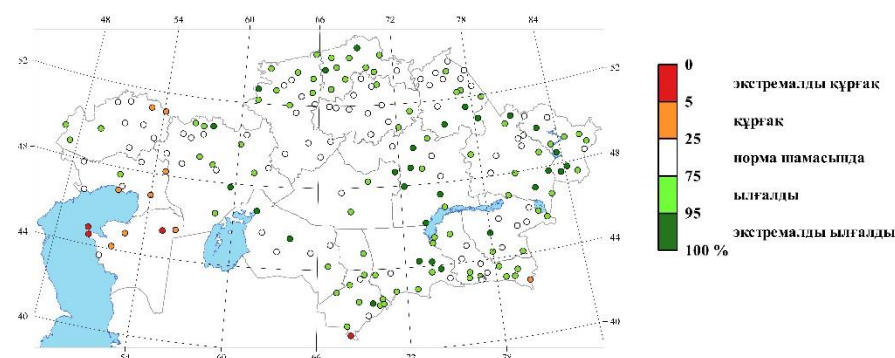 48 54 60 66 72 78 84
52
52
48
48
44
44
40
40
54 60 66 72 78
0
экстремалды құрғақ
5
құрғақ
25
норма шамасында
75
ылғалды
95
экстремалды ылғалды
100 %